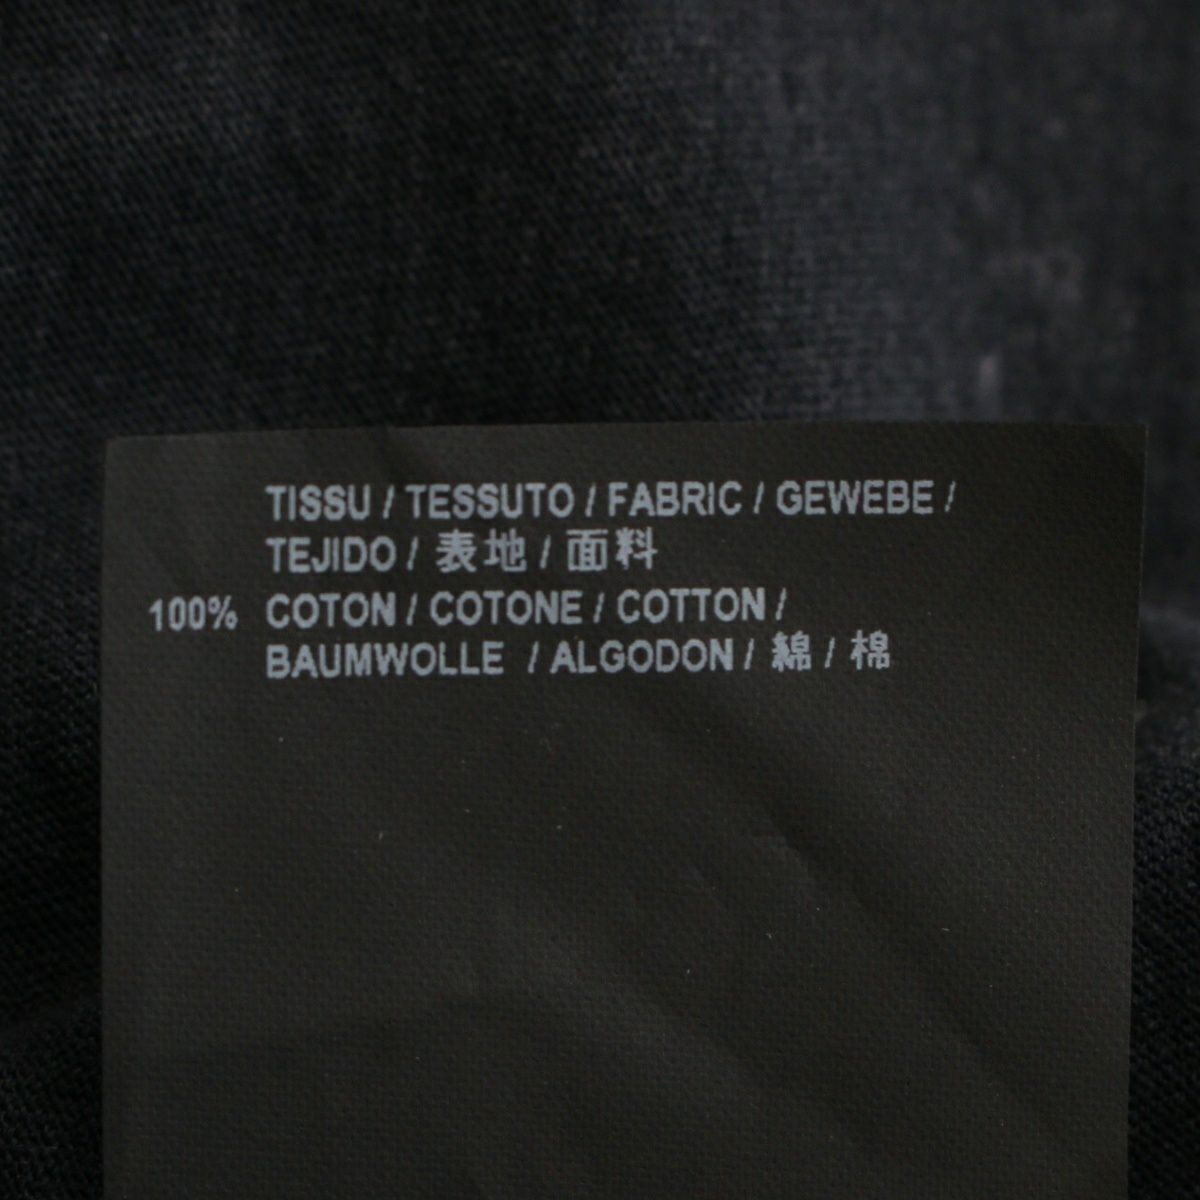 TISSU / TESSUTO / FABRIC / GEWEBE /
TEJIDO / 表地 / 面料
100% COTON / COTONE / COTTON /
BAUMWOLLE / ALGODON / 綿 / 棉